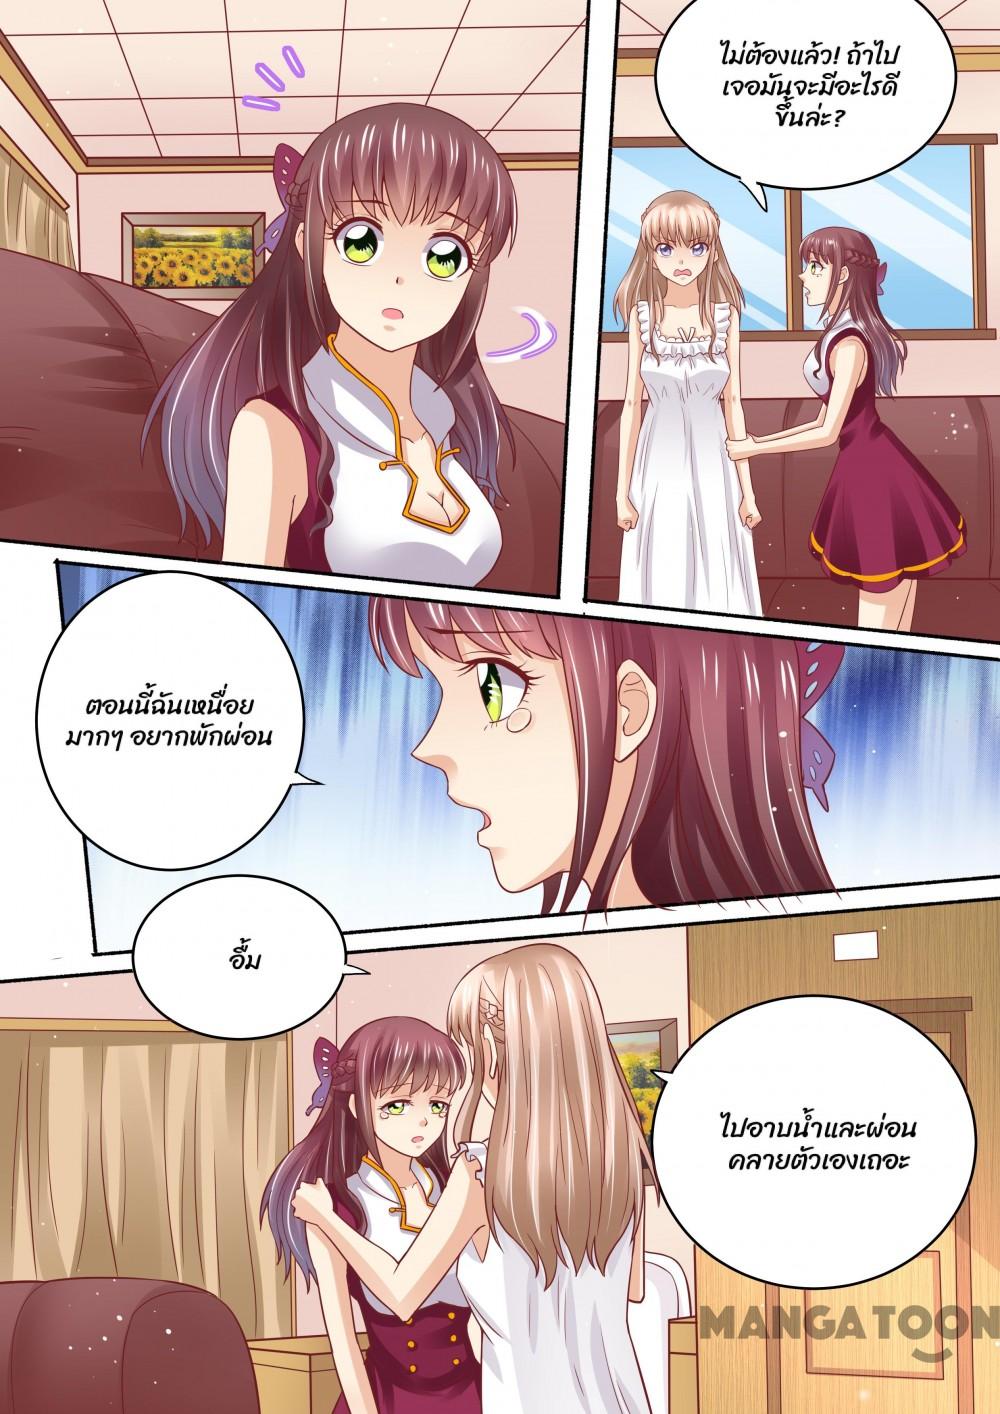 ไม่ต้องแล้ว! ถ้าไป
เจอมันจะมีอะไรดี
ขึ้นล่ะ?
ตอนนี้ฉันเหนื่อย
มากๆ อยากพักผ่อน
อื้ม
ไปอาบน้ำและผ่อน
คลายตัวเองเถอะ
MANGATOON